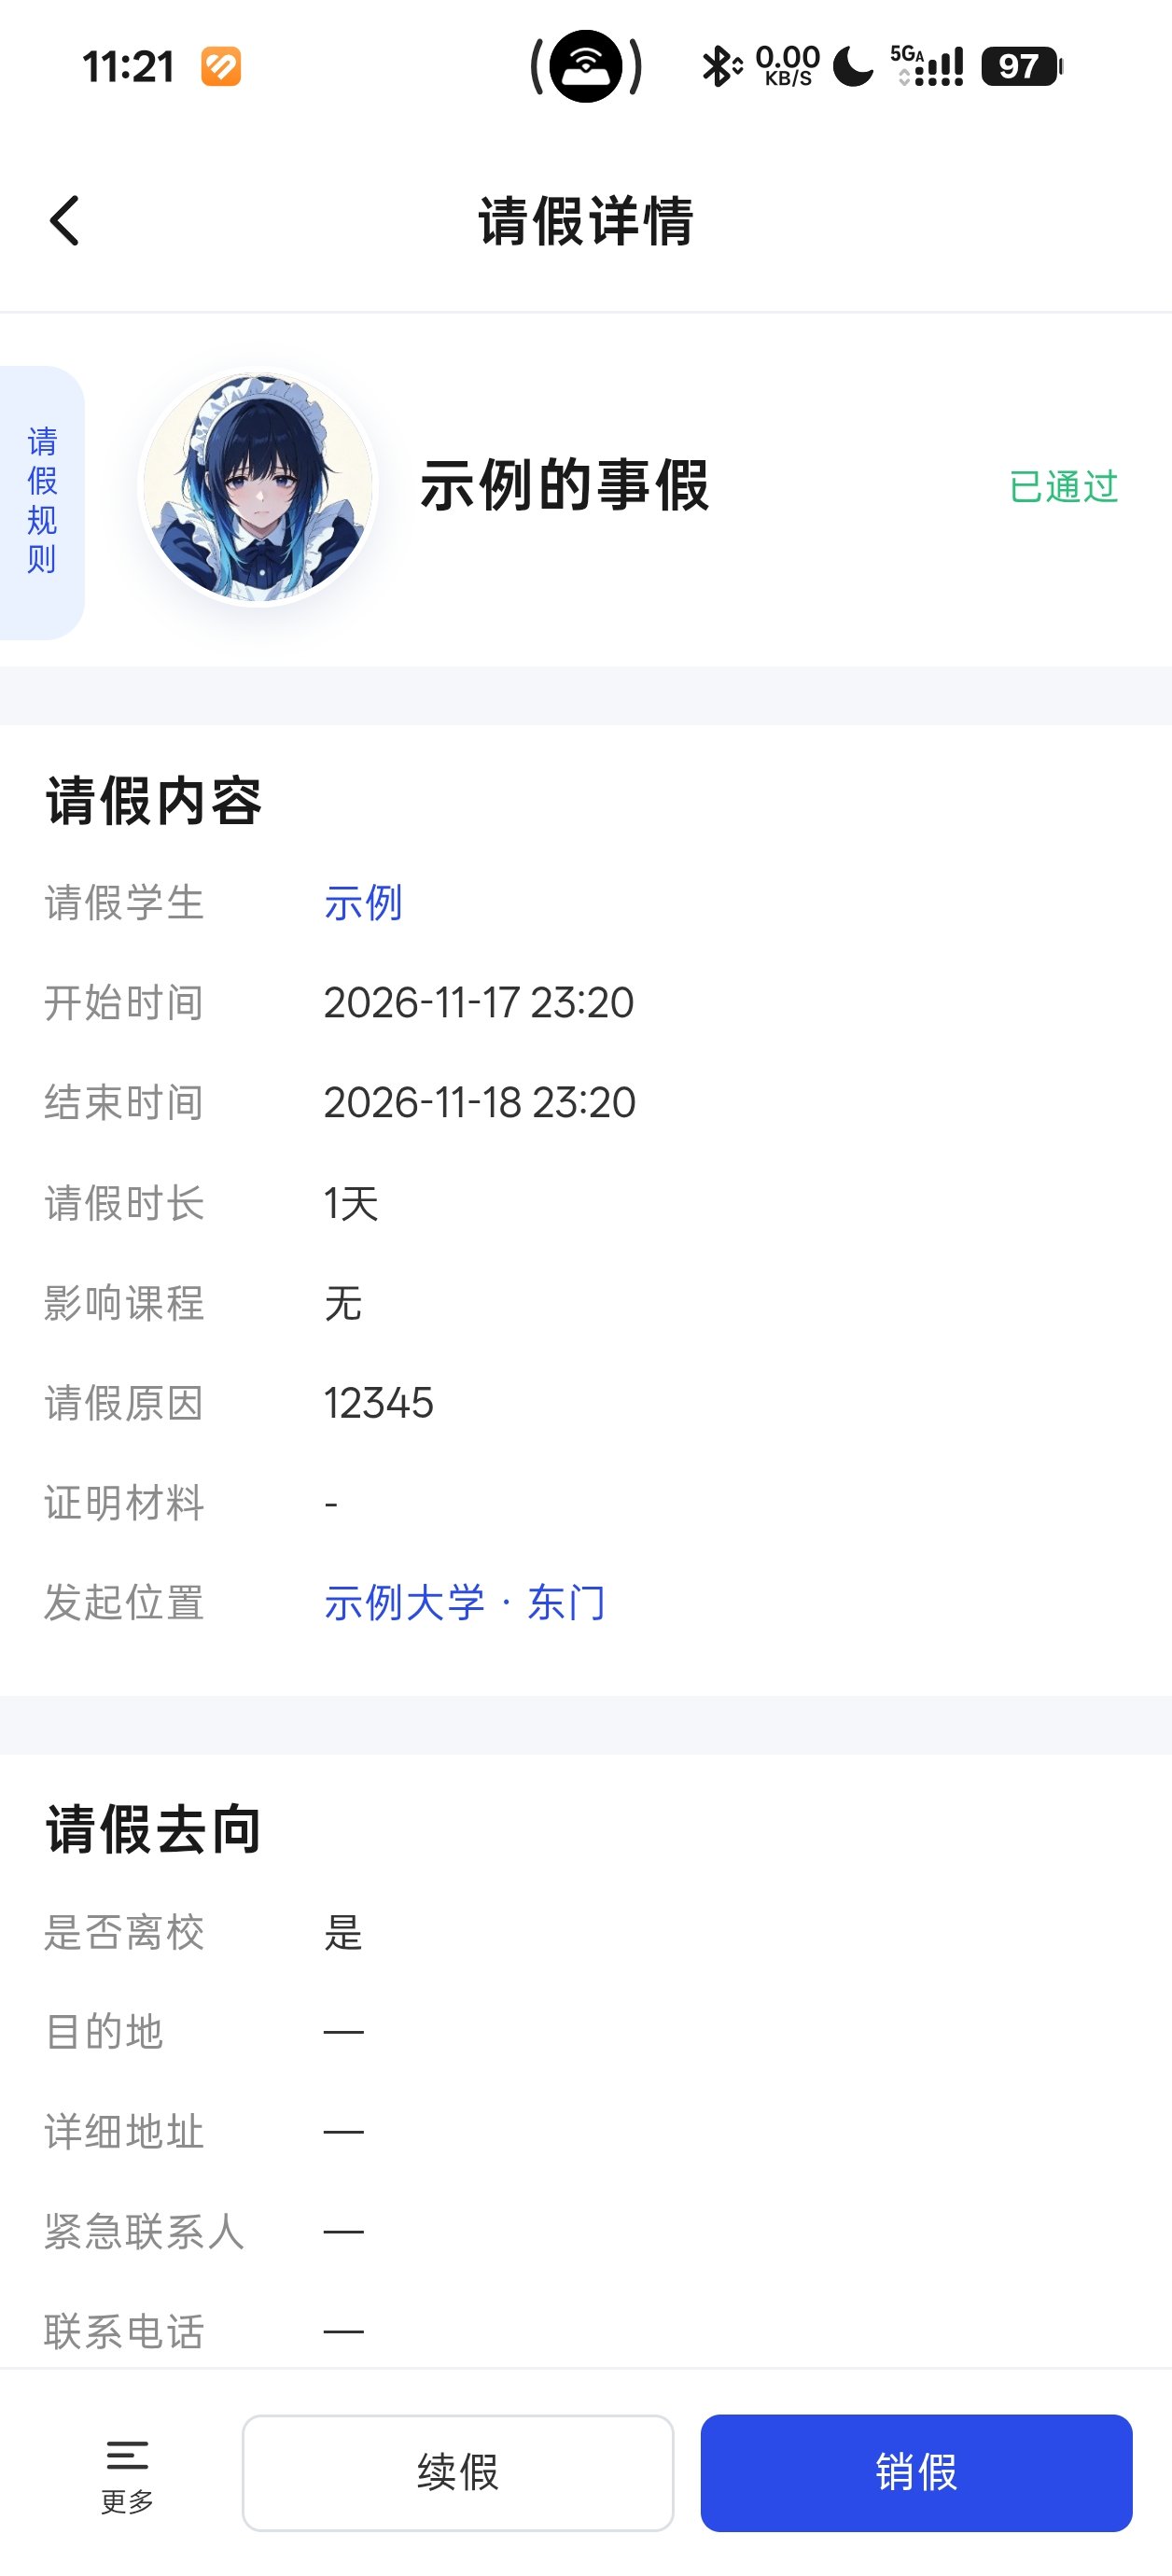 11:21
0.00
KB/S
5GA
97
请假详情
请假规则
示例的事假
已通过
请假内容
请假学生 示例
开始时间 2026-11-17 23:20
结束时间 2026-11-18 23:20
请假时长 1天
影响课程 无
请假原因 12345
证明材料 -
发起位置 示例大学 · 东门
请假去向
是否离校 是
目的地 —
详细地址 —
紧急联系人 —
联系电话 —
更多
续假
销假